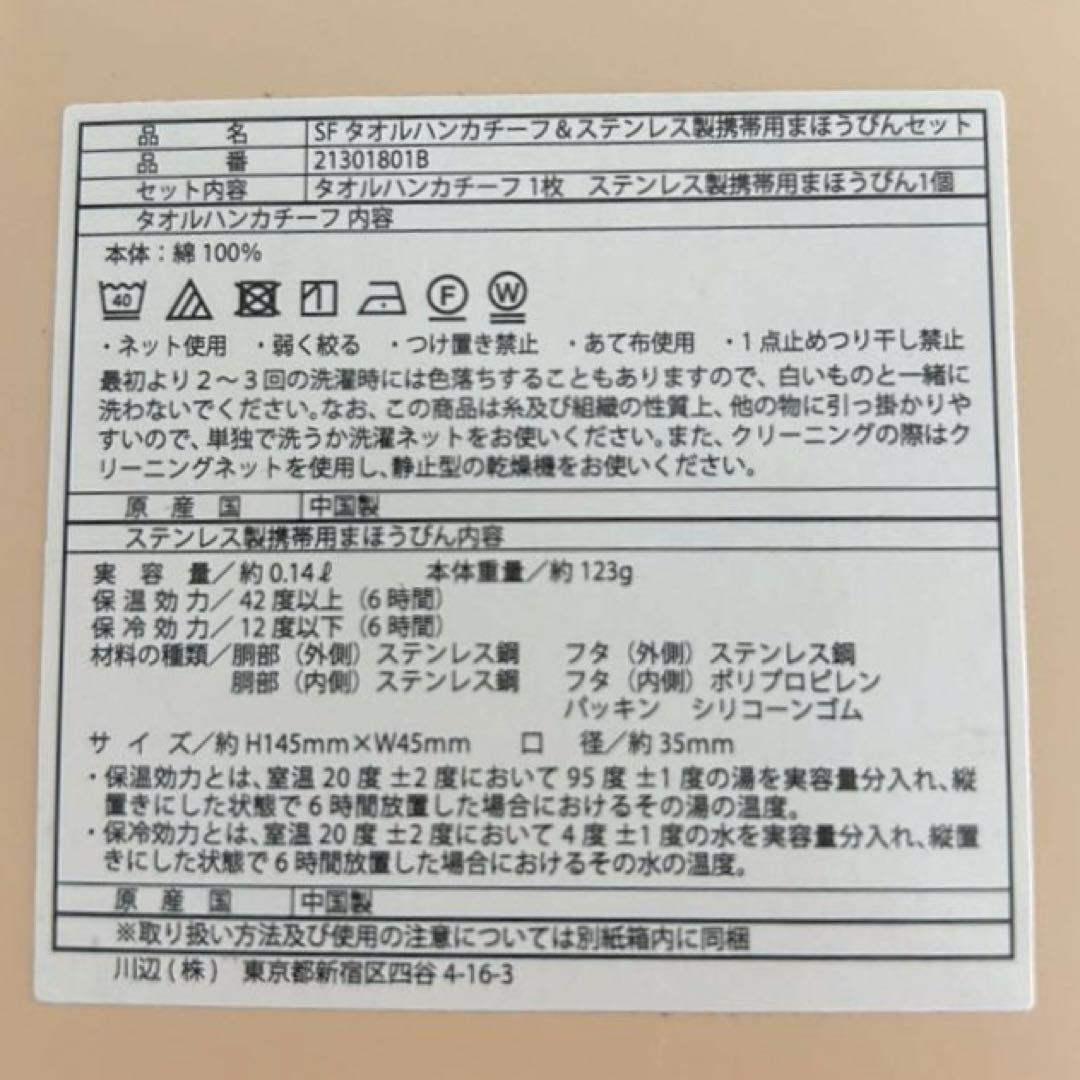 品名 SF タオルハンカチーフ&ステンレス製携帯用まほうびんセット
品番 21301801B
セット内容 タオルハンカチーフ 1枚 ステンレス製携帯用まほうびん1個
タオルハンカチーフ 内容
本体:綿 100%
40 F W
・ネット使用 ・弱く絞る ・つけ置き禁止 ・あて布使用 ・1 点止めつり干し禁止
最初より2〜3回の洗濯時には色落ちすることもありますので、白いものと一緒に
洗わないでください。なお、この商品は糸及び組織の性質上、他の物に引っ掛かりや
すいので、単独で洗うか洗濯ネットをお使いください。また、クリーニングの際はク
リーニングネットを使用し、静止型の乾燥機をお使いください。
原産国 中国製
ステンレス製携帯用まほうびん内容
実容量/約 0.14ℓ 本体重量/約 123g
保温効力/42 度以上(6 時間)
保冷効力/12 度以下(6 時間)
材料の種類/胴部(外側)ステンレス鋼 フタ(外側)ステンレス鋼
胴部(内側)ステンレス鋼 フタ(内側)ポリプロピレン
パッキン シリコーンゴム
サイズ/約 H145mm×W45mm 口径/約 35mm
・保温効力とは、室温 20 度 ±2 度において 95 度 ±1 度の湯を実容量分入れ、縦
置きにした状態で 6 時間放置した場合におけるその湯の温度。
・保冷効力とは、室温 20 度 ±2 度において 4 度 ±1 度の水を実容量分入れ、縦置
きにした状態で 6 時間放置した場合におけるその水の温度。
原産国 中国製
※取り扱い方法及び使用の注意については別紙箱内に同梱
川辺(株) 東京都新宿区四谷 4-16-3